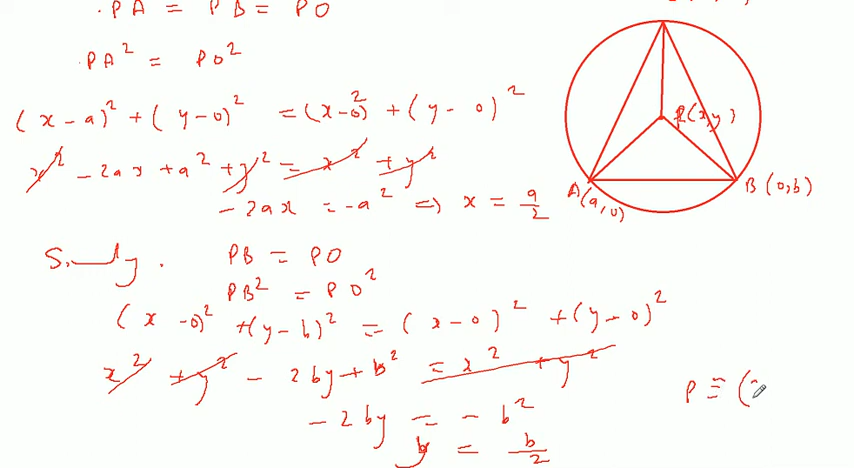 . PA = PB = PO
. PA² = PO²
(x - a)² + (y - 0)² = (x - 0)² + (y - 0)²
x² - 2ax + a² + y² = x² + y²
- 2ax = - a² ⇒ x = a/2
P(x, y)
A(a, 0)
B(0, b)
PB = PO
PB² = PO²
(x - 0)² + (y - b)² = (x - 0)² + (y - 0)²
x² + y² - 2by + b² = x² + y²
- 2by = - b²
y = b/2
P ≡ (